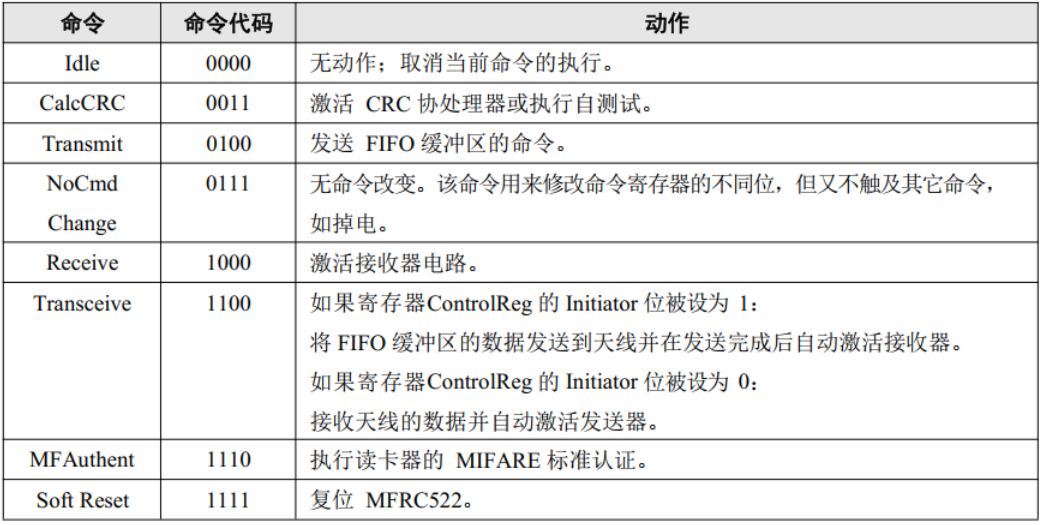 命令 命令代码 动作
Idle 0000 无动作；取消当前命令的执行。
CalcCRC 0011 激活 CRC 协处理器或执行自测试。
Transmit 0100 发送 FIFO 缓冲区的命令。
NoCmd 0111 无命令改变。该命令用来修改命令寄存器的不同位，但又不触及其它命令，
Change 如掉电。
Receive 1000 激活接收器电路。
Transceive 1100 如果寄存器ControlReg 的 Initiator 位被设为 1：
将 FIFO 缓冲区的数据发送到天线并在发送完成后自动激活接收器。
如果寄存器ControlReg 的 Initiator 位被设为 0：
接收天线的数据并自动激活发送器。
MFAuthent 1110 执行读卡器的 MIFARE 标准认证。
Soft Reset 1111 复位 MFRC522。